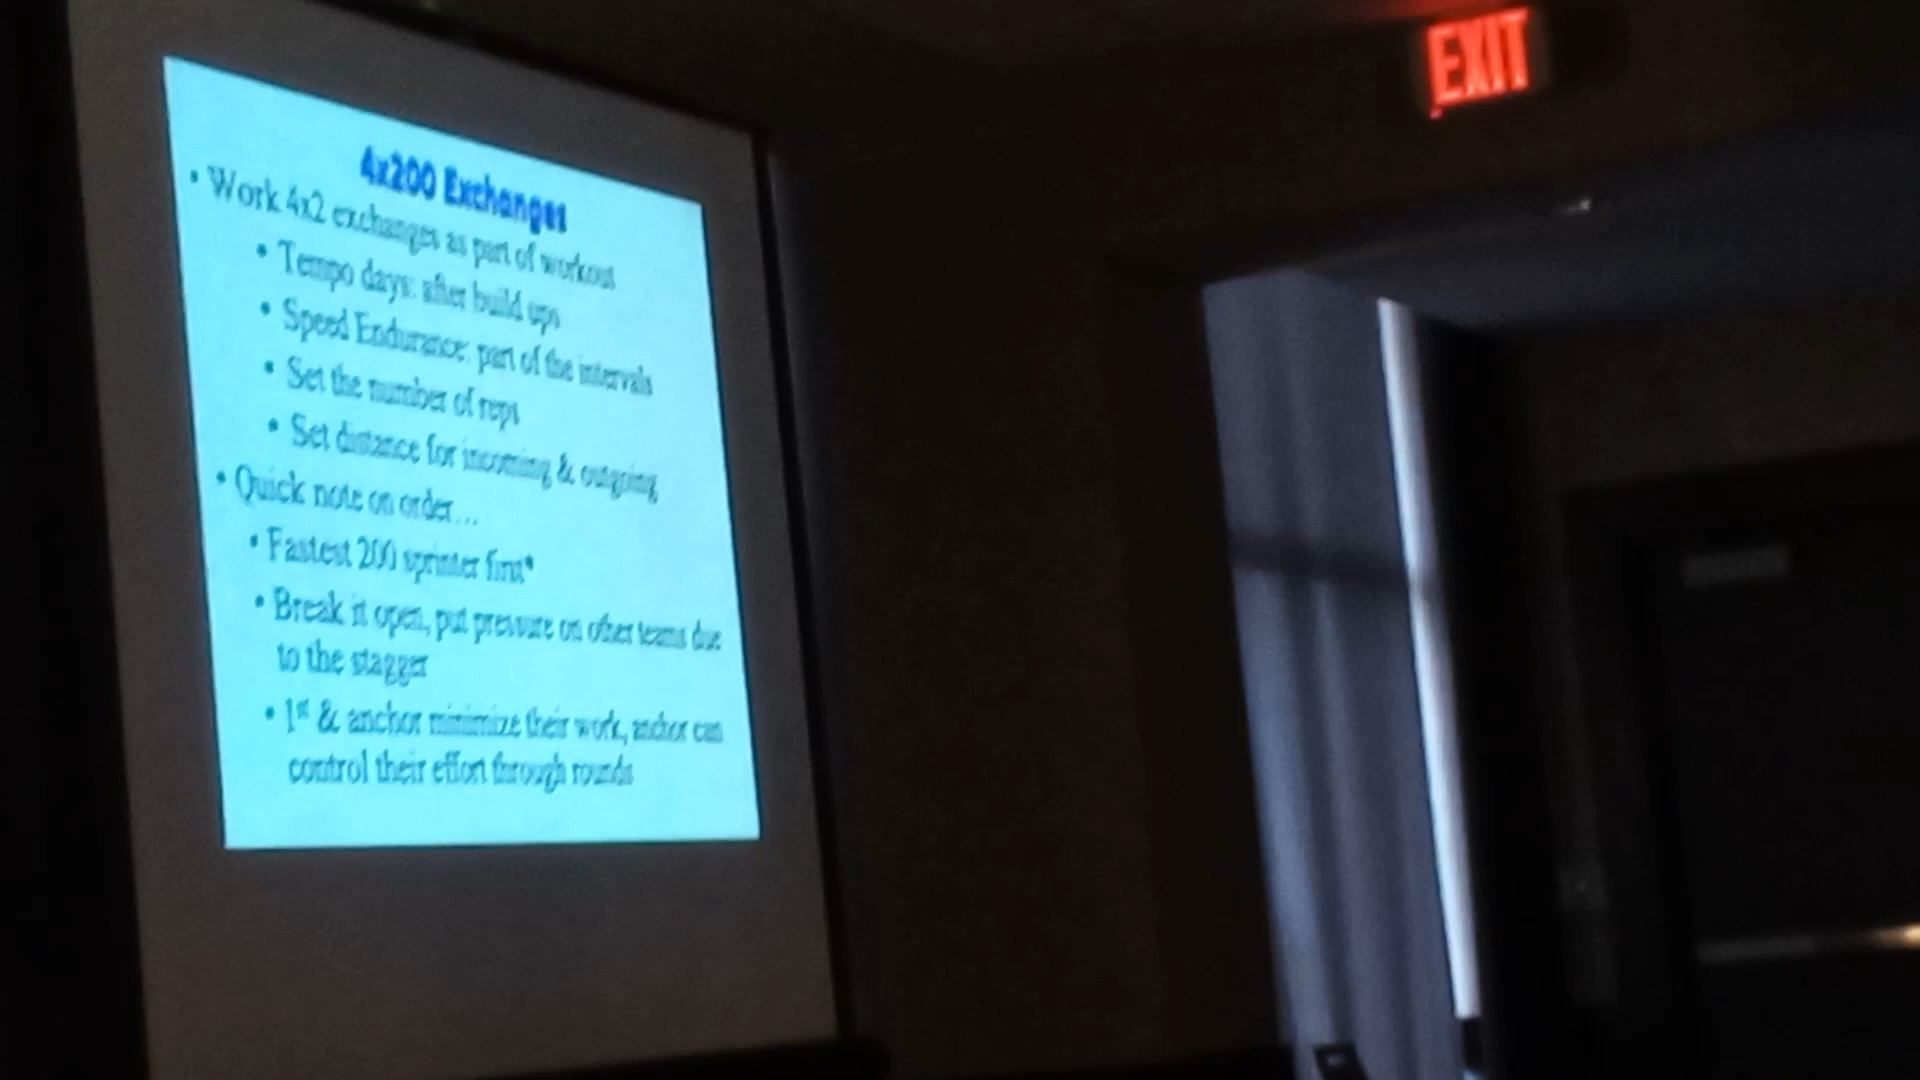 4x200 Exchanges
• Work 4x2 exchanges as part of workout
• Tempo days: after build ups
• Speed Endurance: part of the intervals
• Set the number of reps
• Set distance for incoming & outgoing
• Quick note on order…
• Fastest 200 sprinter first*
• Break it open, put pressure on other teams due
to the stagger
• 1st & anchor minimize their work, anchor can
control their effort through rounds
EXIT